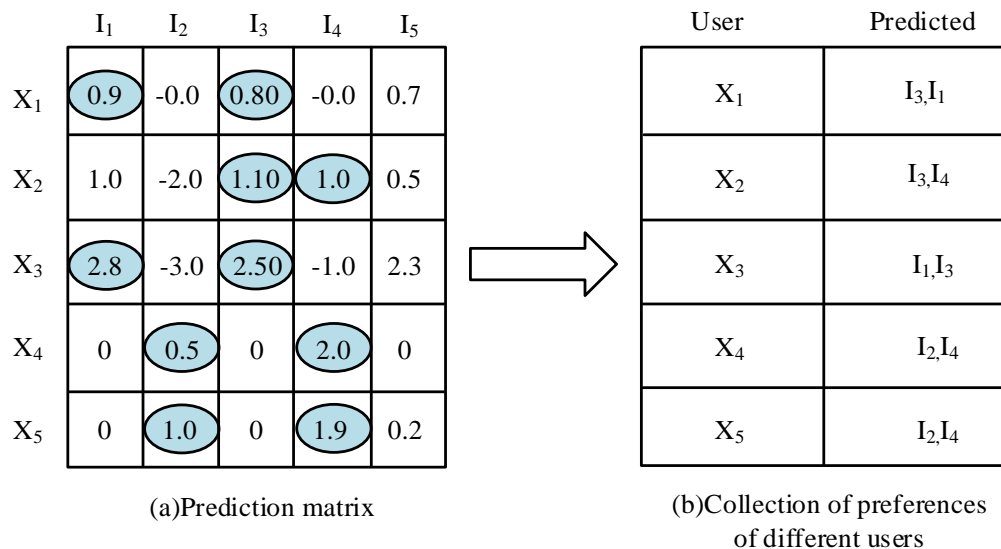 I₁ I₂ I₃ I₄ I₅
X₁ 0.9 -0.0 0.80 -0.0 0.7
X₂ 1.0 -2.0 1.10 1.0 0.5
X₃ 2.8 -3.0 2.50 -1.0 2.3
X₄ 0 0.5 0 2.0 0
X₅ 0 1.0 0 1.9 0.2
(a)Prediction matrix
User Predicted
X₁ I₃,I₁
X₂ I₃,I₄
X₃ I₁,I₃
X₄ I₂,I₄
X₅ I₂,I₄
(b)Collection of preferences
of different users